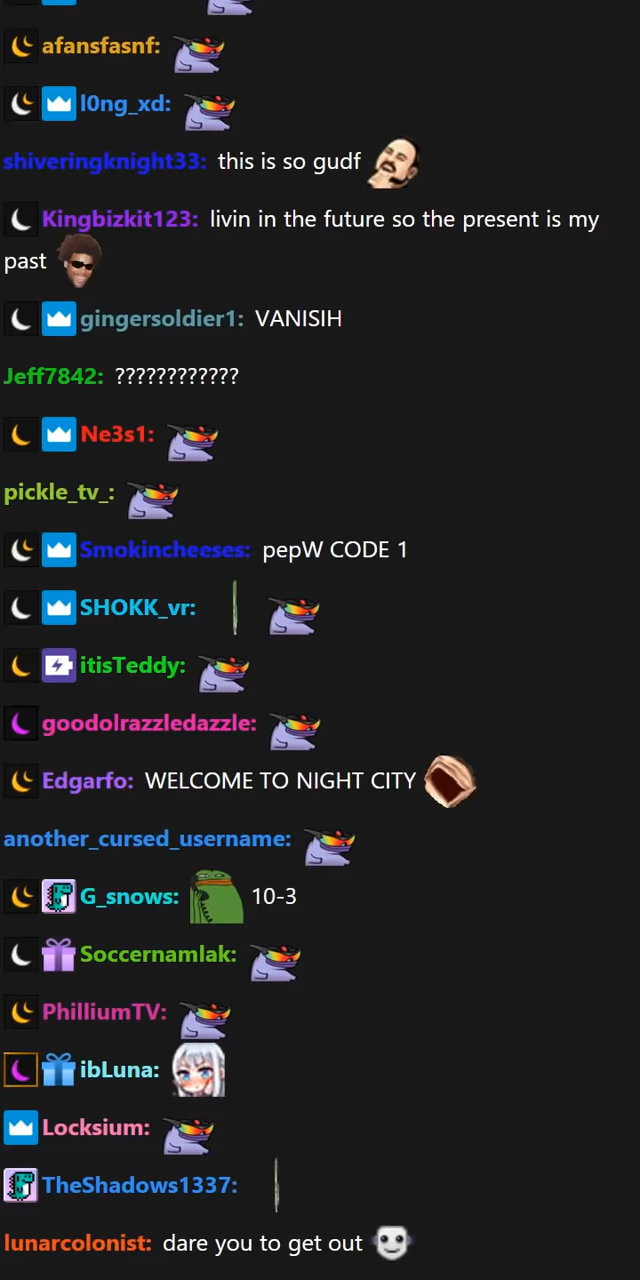 afansfasnf:
l0ng_xd:
shiveringknight33: this is so gudf
Kingbizkit123: livin in the future so the present is my
past
gingersoldier1: VANISIH
Jeff7842: ????????????
Ne3s1:
pickle_tv_:
Smokincheeses: pepW CODE 1
SHOKK_vr:
itisTeddy:
goodolrazzledazzle:
Edgarfo: WELCOME TO NIGHT CITY
another_cursed_username:
G_snows: 10-3
Soccernamlak:
PhilliumTV:
ibLuna:
Locksium:
TheShadows1337:
lunarcolonist: dare you to get out